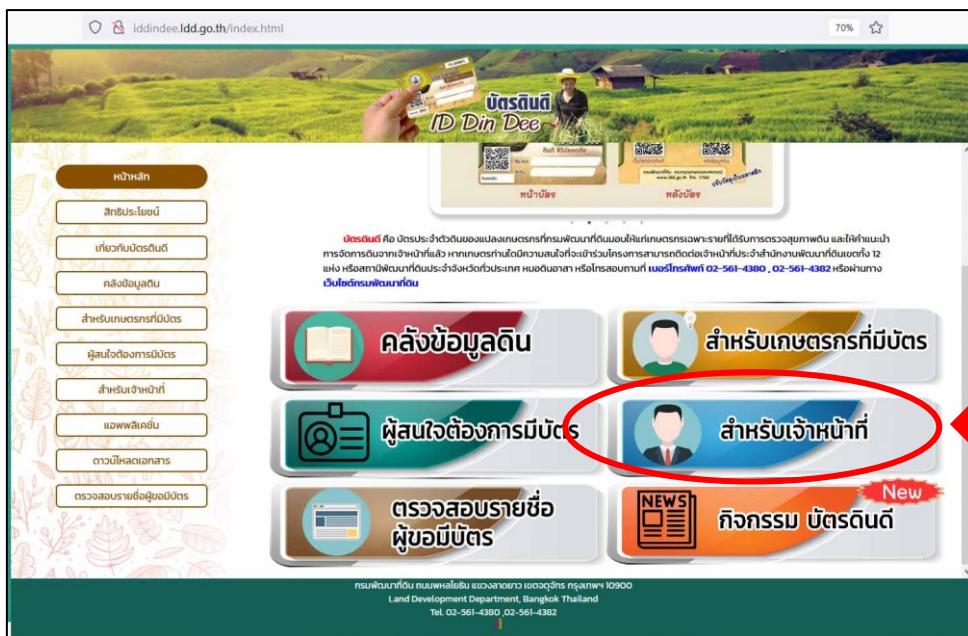 iddindee.ldd.go.th/index.html
70%
บัตรดินดี
ID Din Dee
หน้าบัตร
หลังบัตร
หน้าหลัก
สิทธิประโยชน์
เกี่ยวกับบัตรดินดี
คลังข้อมูลดิน
สำหรับเกษตรกรที่มีบัตร
ผู้สนใจต้องการมีบัตร
สำหรับเจ้าหน้าที่
แอพพลิเคชั่น
ดาวน์โหลดเอกสาร
ตรวจสอบรายชื่อผู้ขอมีบัตร
บัตรดินดี คือ บัตรประจำตัวดินของแปลงเกษตรกรที่กรมพัฒนาที่ดินมอบให้แก่เกษตรกรเฉพาะรายที่ได้รับการตรวจสุขภาพดิน และให้คำแนะนำ
การจัดการดินจากเจ้าหน้าที่แล้ว หากเกษตรกรท่านใดมีความสนใจที่จะเข้าร่วมโครงการสามารถติดต่อเจ้าหน้าที่ประจำสำนักงานพัฒนาที่ดินเขตทั้ง 12
แห่ง หรือสถานีพัฒนาที่ดินประจำจังหวัดทั่วประเทศ หมอดินอาสา หรือโทรสอบถามที่ เบอร์โทรศัพท์ 02-561-4380 , 02-561-4382 หรือผ่านทาง
เว็บไซต์กรมพัฒนาที่ดิน
คลังข้อมูลดิน
สำหรับเกษตรกรที่มีบัตร
ผู้สนใจต้องการมีบัตร
สำหรับเจ้าหน้าที่
ตรวจสอบรายชื่อ
ผู้ขอมีบัตร
NEWS
กิจกรรม บัตรดินดี
New
กรมพัฒนาที่ดิน ถนนพหลโยธิน แขวงลาดยาว เขตจตุจักร กรุงเทพฯ 10900
Land Development Department, Bangkok Thailand
Tel. 02-561-4380 ,02-561-4382